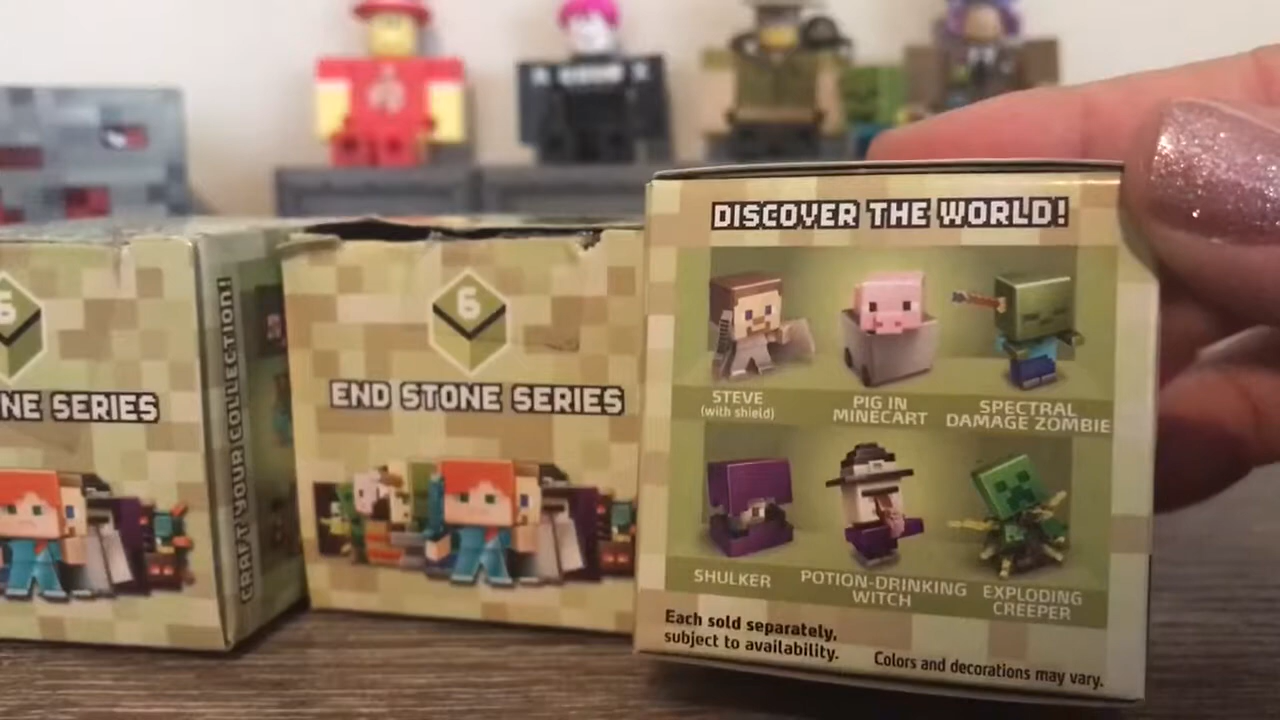 6
NE SERIES
CRAFT YOUR COLLECTION!
6
END STONE SERIES
DISCOVER THE WORLD!
STEVE
(with shield)
PIG IN
MINECART
SPECTRAL
DAMAGE ZOMBIE
SHULKER
POTION-DRINKING
WITCH
EXPLODING
CREEPER
Each sold separately,
subject to availability.
Colors and decorations may vary.